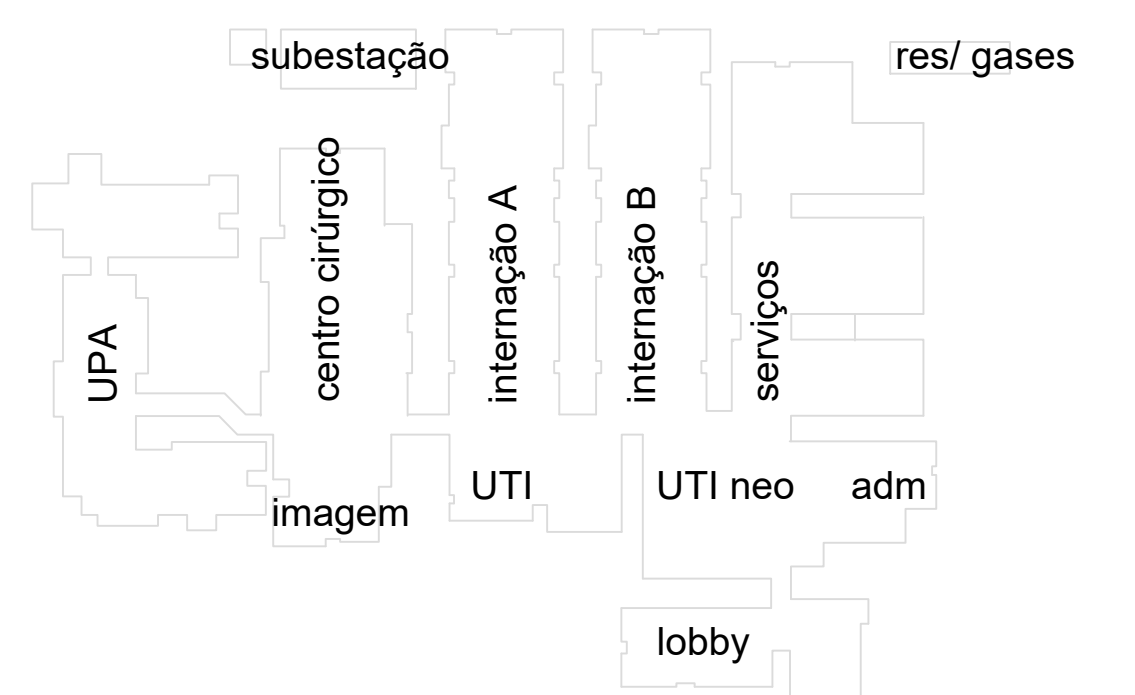 subestação
res/ gases
centro cirúrgico
internação A
internação B
serviços
UPA
UTI
UTI neo
adm
imagem
lobby